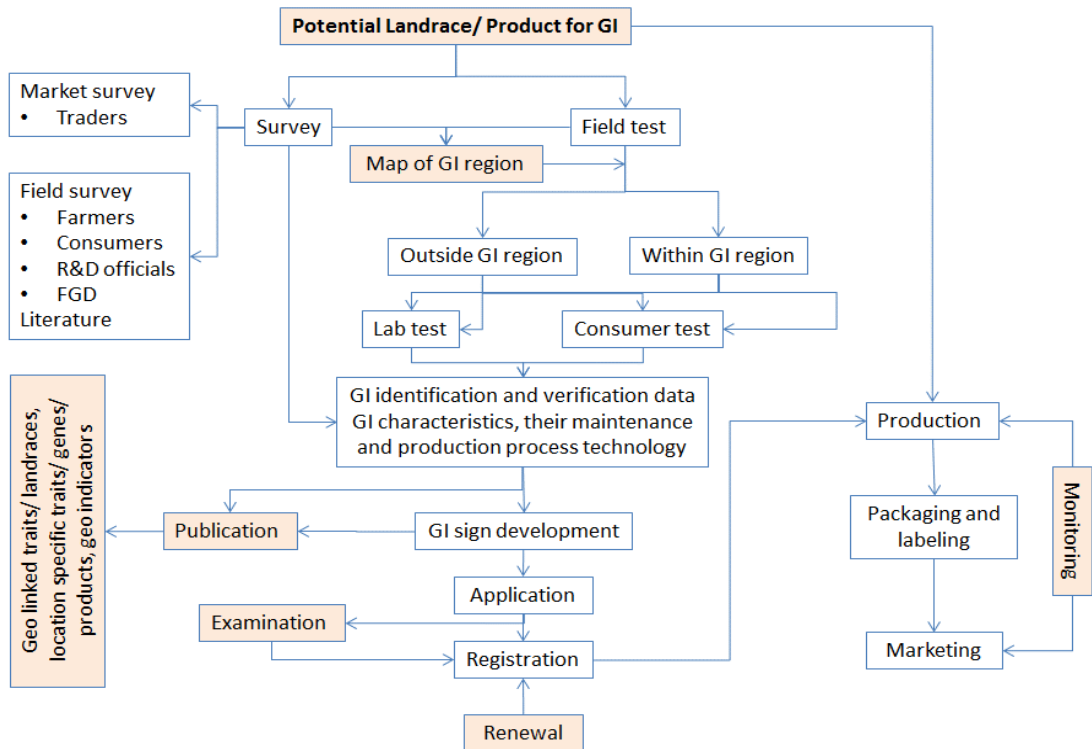 Potential Landrace/ Product for GI
Market survey
• Traders
Survey
Field test
Map of GI region
Field survey
• Farmers
• Consumers
• R&D officials
• FGD
Literature
Outside GI region
Within GI region
Lab test
Consumer test
GI identification and verification data
GI characteristics, their maintenance
and production process technology
Geo linked traits/ landraces,
location specific traits/ genes/
products, geo indicators
Publication
GI sign development
Application
Examination
Registration
Renewal
Production
Packaging and
labeling
Marketing
Monitoring